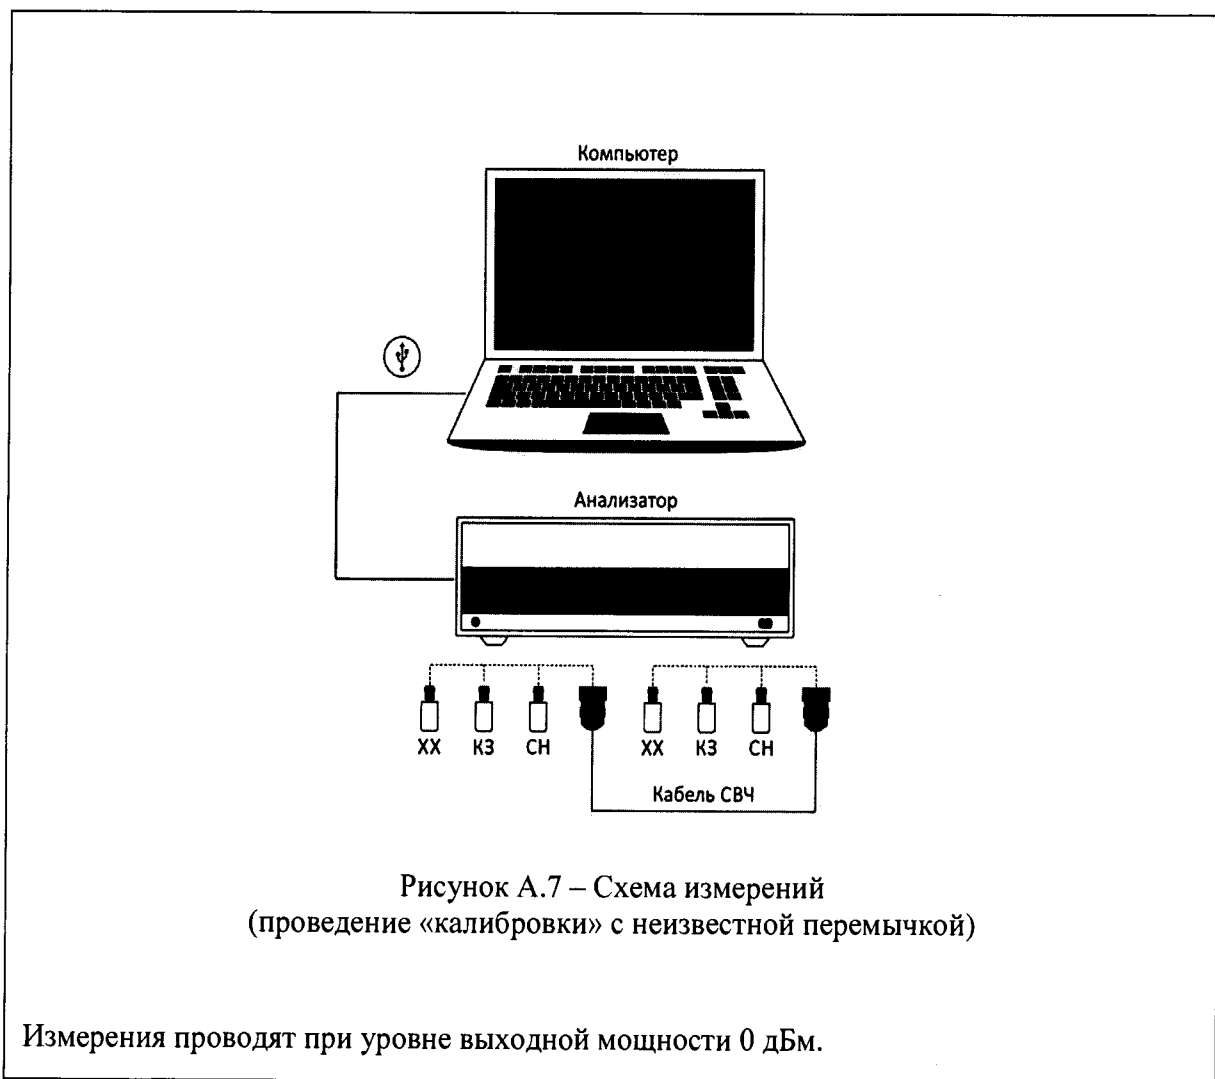 Компьютер
Анализатор
ХХ КЗ СН ХХ КЗ СН
Кабель СВЧ
Рисунок А.7 – Схема измерений
(проведение «калибровки» с неизвестной перемычкой)
Измерения проводят при уровне выходной мощности 0 дБм.